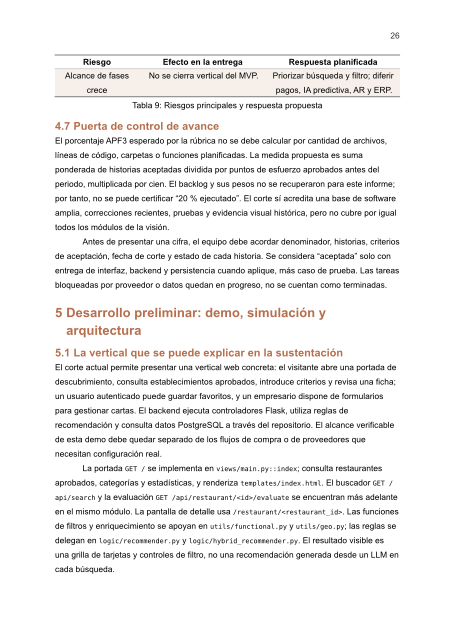 26
Riesgo Efecto en la entrega Respuesta planificada
Alcance de fases No se cierra vertical del MVP. Priorizar búsqueda y filtro; diferir
crece pagos, IA predictiva, AR y ERP.
Tabla 9: Riesgos principales y respuesta propuesta
4.7 Puerta de control de avance
El porcentaje APF3 esperado por la rúbrica no se debe calcular por cantidad de archivos,
líneas de código, carpetas o funciones planificadas. La medida propuesta es suma
ponderada de historias aceptadas dividida por puntos de esfuerzo aprobados antes del
periodo, multiplicada por cien. El backlog y sus pesos no se recuperaron para este informe;
por tanto, no se puede certificar “20 % ejecutado”. El corte sí acredita una base de software
amplia, correcciones recientes, pruebas y evidencia visual histórica, pero no cubre por igual
todos los módulos de la visión.
Antes de presentar una cifra, el equipo debe acordar denominador, historias, criterios
de aceptación, fecha de corte y estado de cada historia. Se considera “aceptada” solo con
entrega de interfaz, backend y persistencia cuando aplique, más caso de prueba. Las tareas
bloqueadas por proveedor o datos quedan en progreso, no se cuentan como terminadas.
5 Desarrollo preliminar: demo, simulación y
arquitectura
5.1 La vertical que se puede explicar en la sustentación
El corte actual permite presentar una vertical web concreta: el visitante abre una portada de
descubrimiento, consulta establecimientos aprobados, introduce criterios y revisa una ficha;
un usuario autenticado puede guardar favoritos, y un empresario dispone de formularios
para gestionar cartas. El backend ejecuta controladores Flask, utiliza reglas de
recomendación y consulta datos PostgreSQL a través del repositorio. El alcance verificable
de esta demo debe quedar separado de los flujos de compra o de proveedores que
necesitan configuración real.
La portada GET / se implementa en views/main.py::index; consulta restaurantes
aprobados, categorías y estadísticas, y renderiza templates/index.html. El buscador GET /
api/search y la evaluación GET /api/restaurant/<id>/evaluate se encuentran más adelante
en el mismo módulo. La pantalla de detalle usa /restaurant/<restaurant_id>. Las funciones
de filtros y enriquecimiento se apoyan en utils/functional.py y utils/geo.py; las reglas se
delegan en logic/recommender.py y logic/hybrid_recommender.py. El resultado visible es
una grilla de tarjetas y controles de filtro, no una recomendación generada desde un LLM en
cada búsqueda.